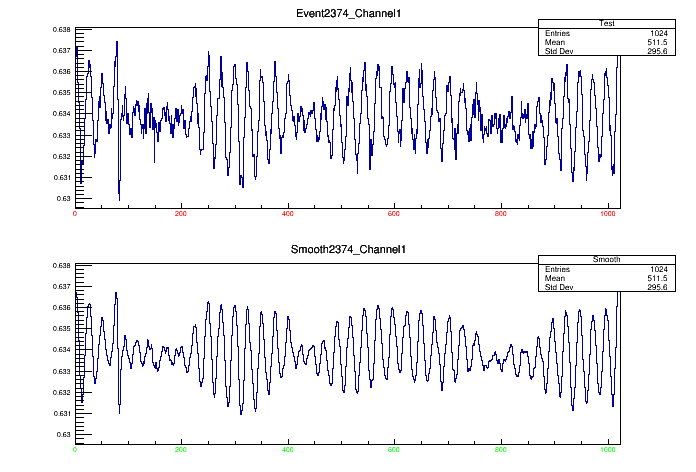 Event2374_Channel1
Test
Entries 1024
Mean 511.5
Std Dev 295.6
0.638
0.637
0.636
0.635
0.634
0.633
0.632
0.631
0.63
0 200 400 600 800 1000
Smooth2374_Channel1
Smooth
Entries 1024
Mean 511.5
Std Dev 295.6
0.638
0.637
0.636
0.635
0.634
0.633
0.632
0.631
0.63
0 200 400 600 800 1000